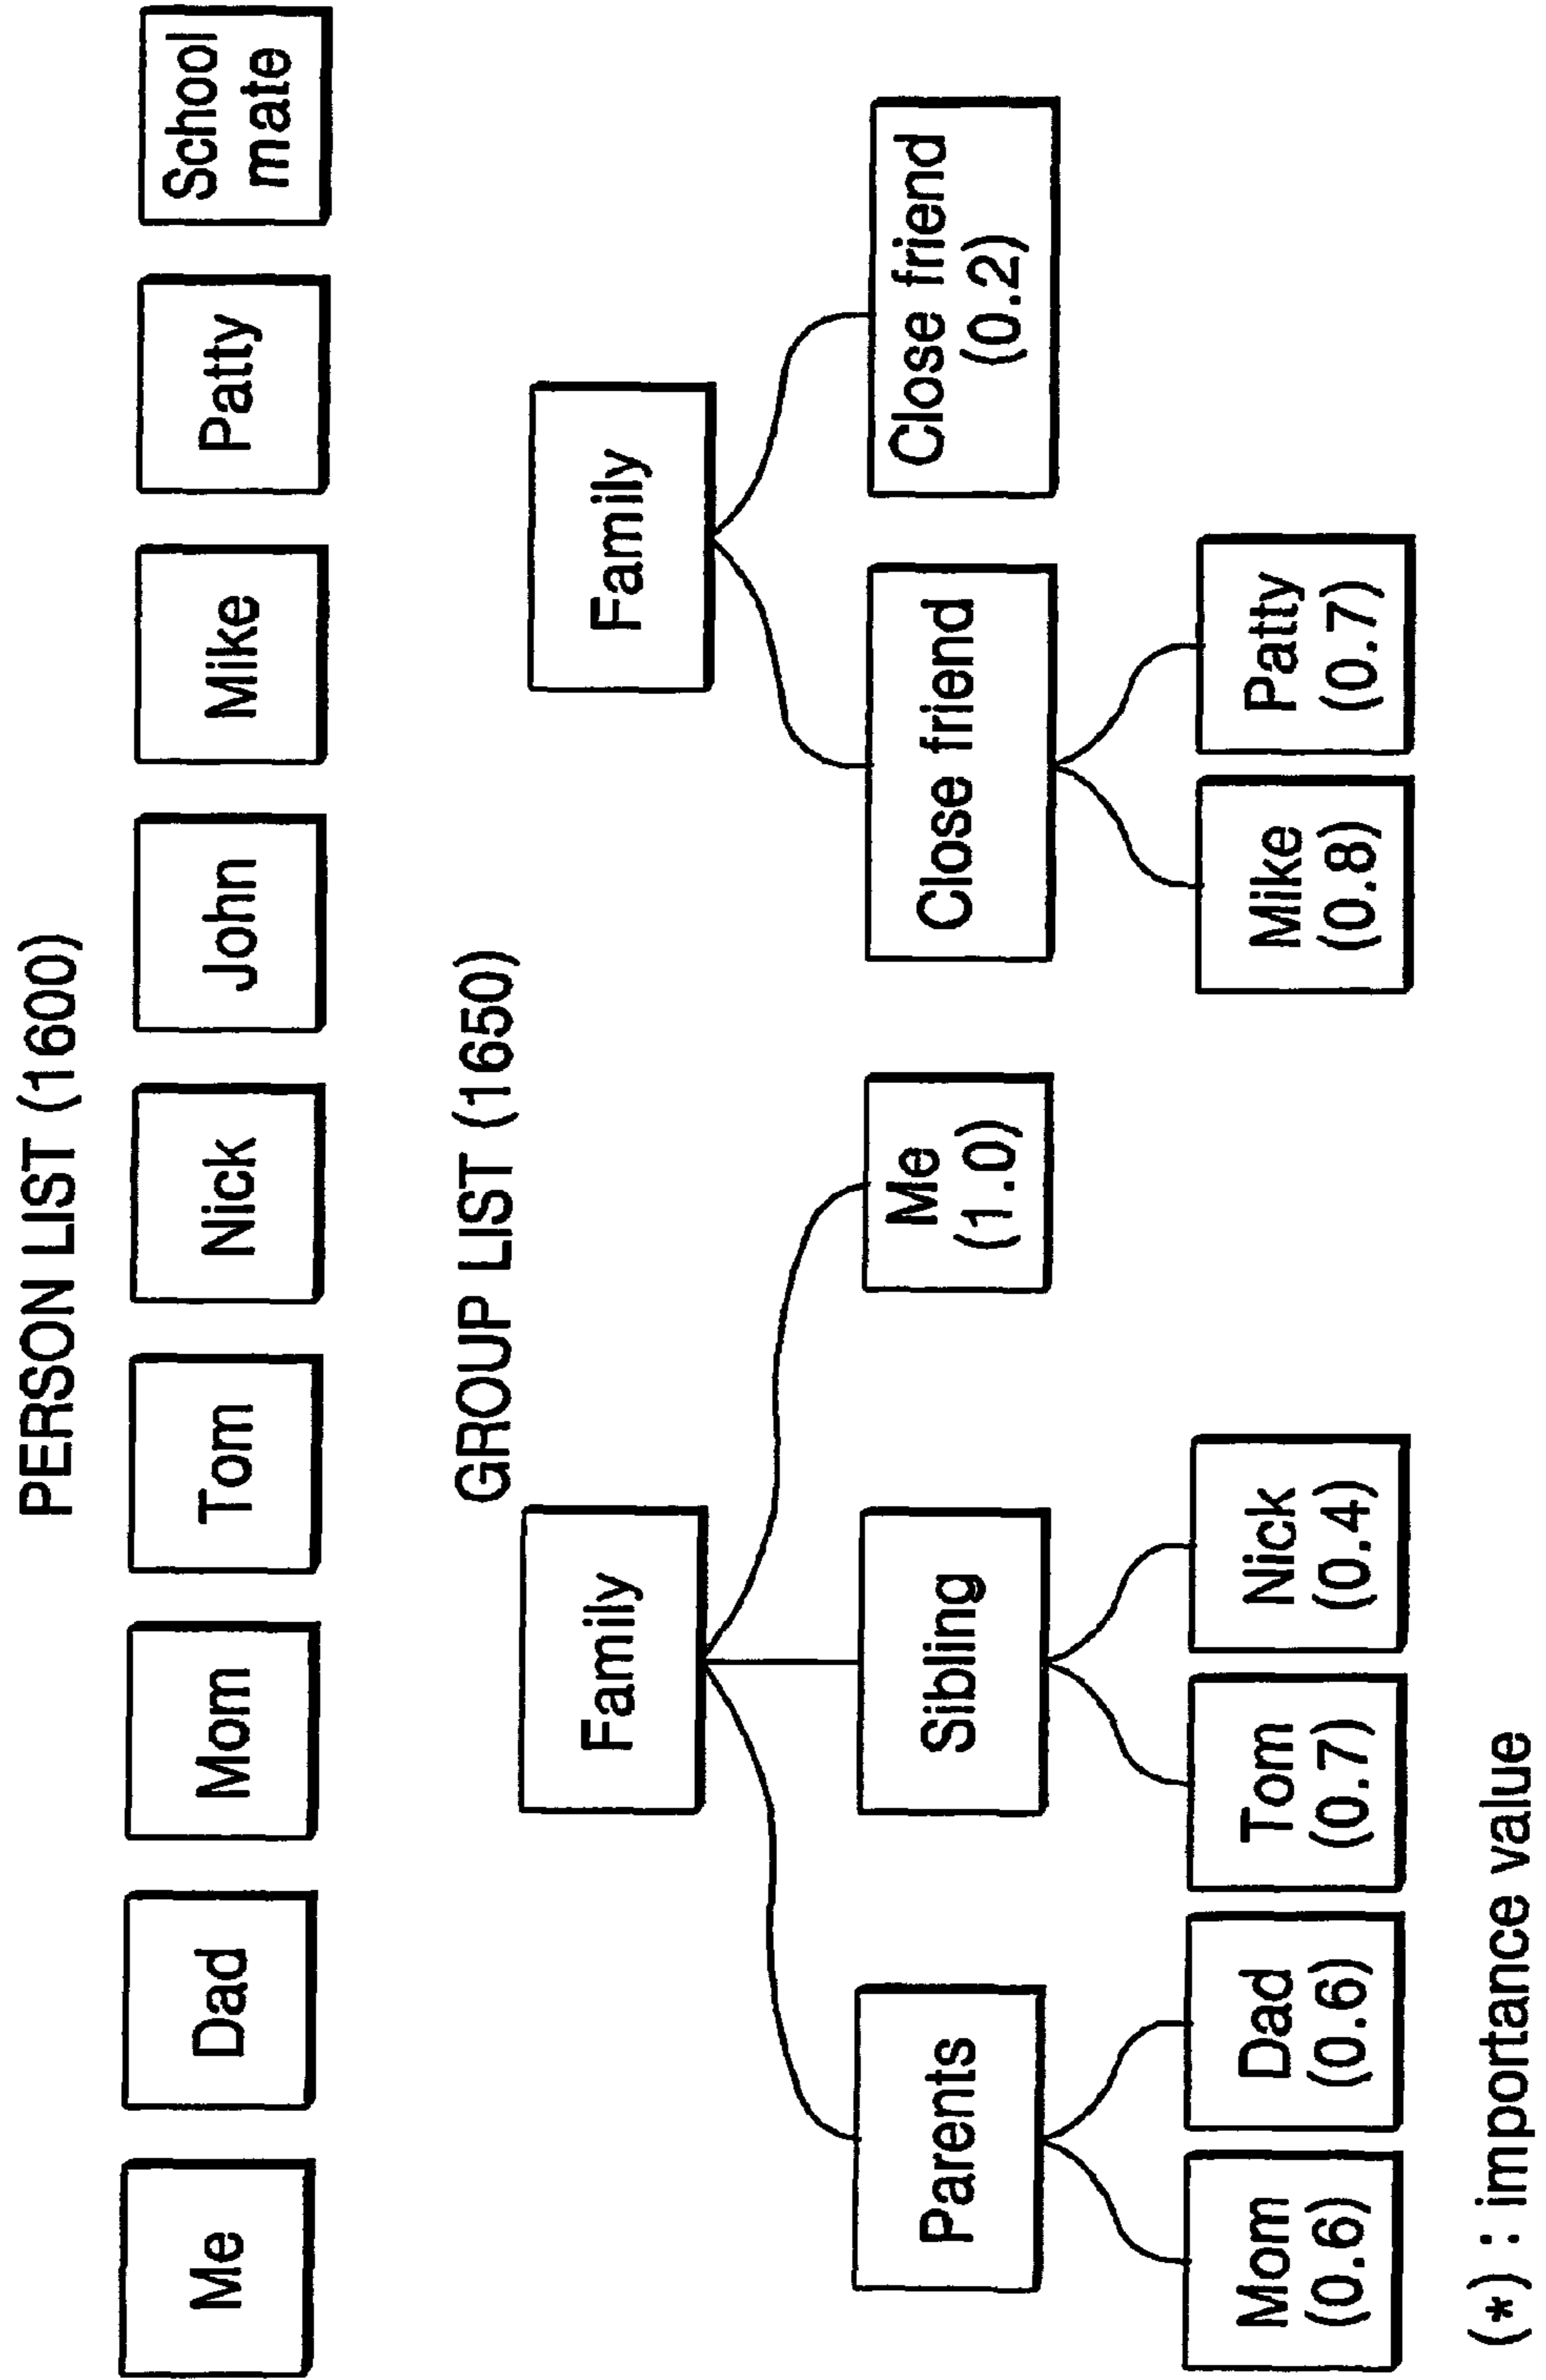 PERSON LIST (1600)
Me
Dad
Mom
Tom
Nick
John
Mike
Patty
School
mate
GROUP LIST (1650)
Family
Family
Parents
Sibling
Me
(1.0)
Close friend
Close friend
(0.2)
Mom
(0.6)
Dad
(0.6)
Tom
(0.7)
Nick
(0.4)
Mike
(0.8)
Patty
(0.7)
(*) : importance value